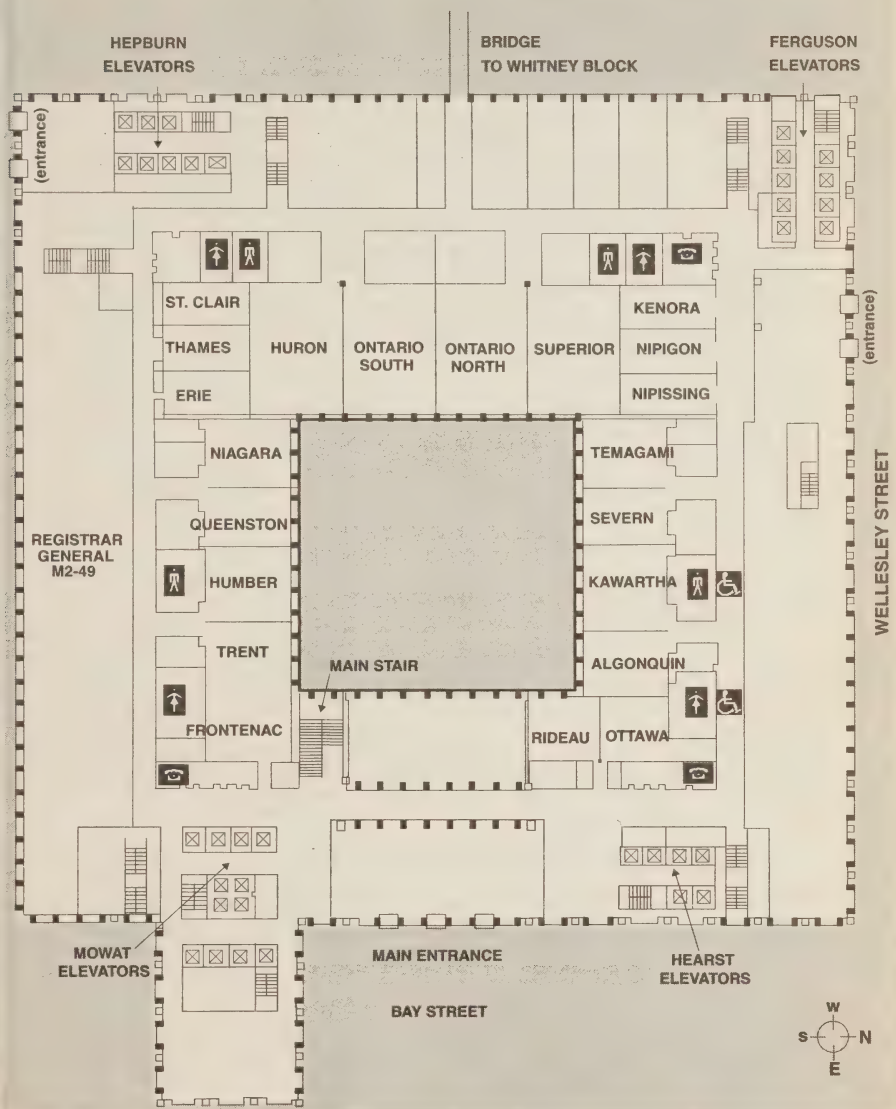 HEPBURN
ELEVATORS
BRIDGE
TO WHITNEY BLOCK
FERGUSON
ELEVATORS
(entrance)
ST. CLAIR
KENORA
(entrance)
THAMES
HURON
ONTARIO
SOUTH
ONTARIO
NORTH
SUPERIOR
NIPIGON
ERIE
NIPISSING
NIAGARA
TEMAGAMI
QUEENSTON
SEVERN
WELLESLEY STREET
REGISTRAR
GENERAL
M2-49
HUMBER
KAWARTHA
TRENT
MAIN STAIR
ALGONQUIN
FRONTENAC
RIDEAU
OTTAWA
MOWAT
ELEVATORS
MAIN ENTRANCE
HEARST
ELEVATORS
BAY STREET
W
S
N
E